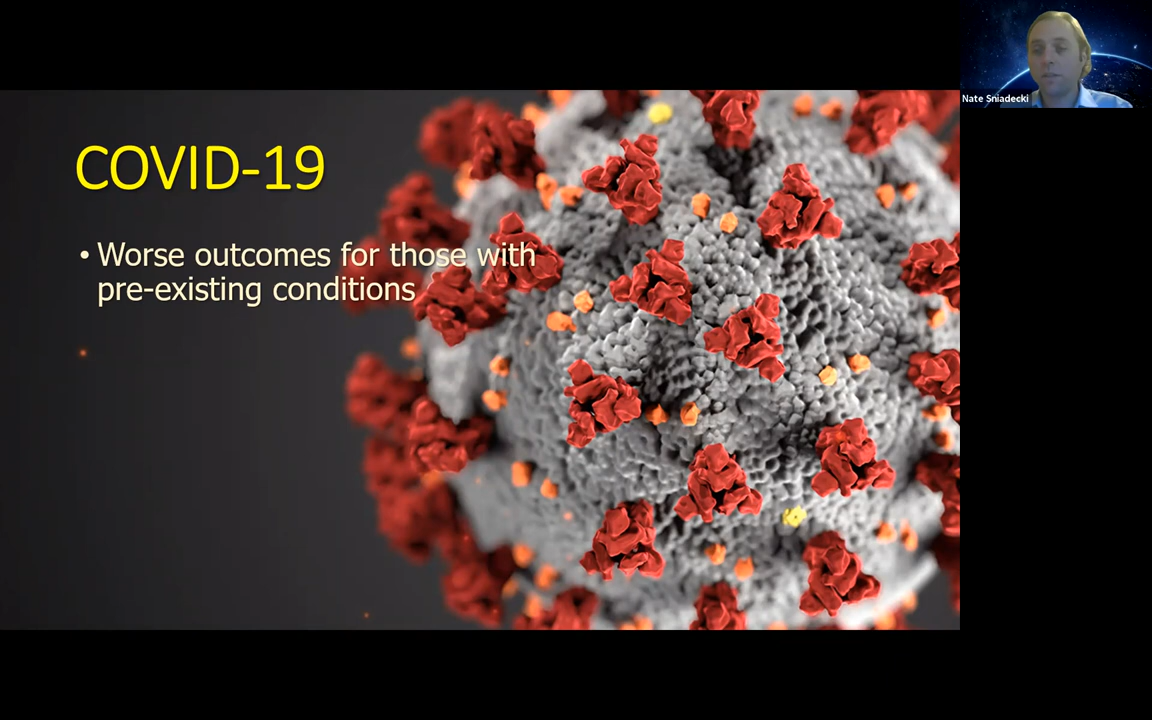 COVID-19
• Worse outcomes for those with
pre-existing conditions
Nate Sniadecki